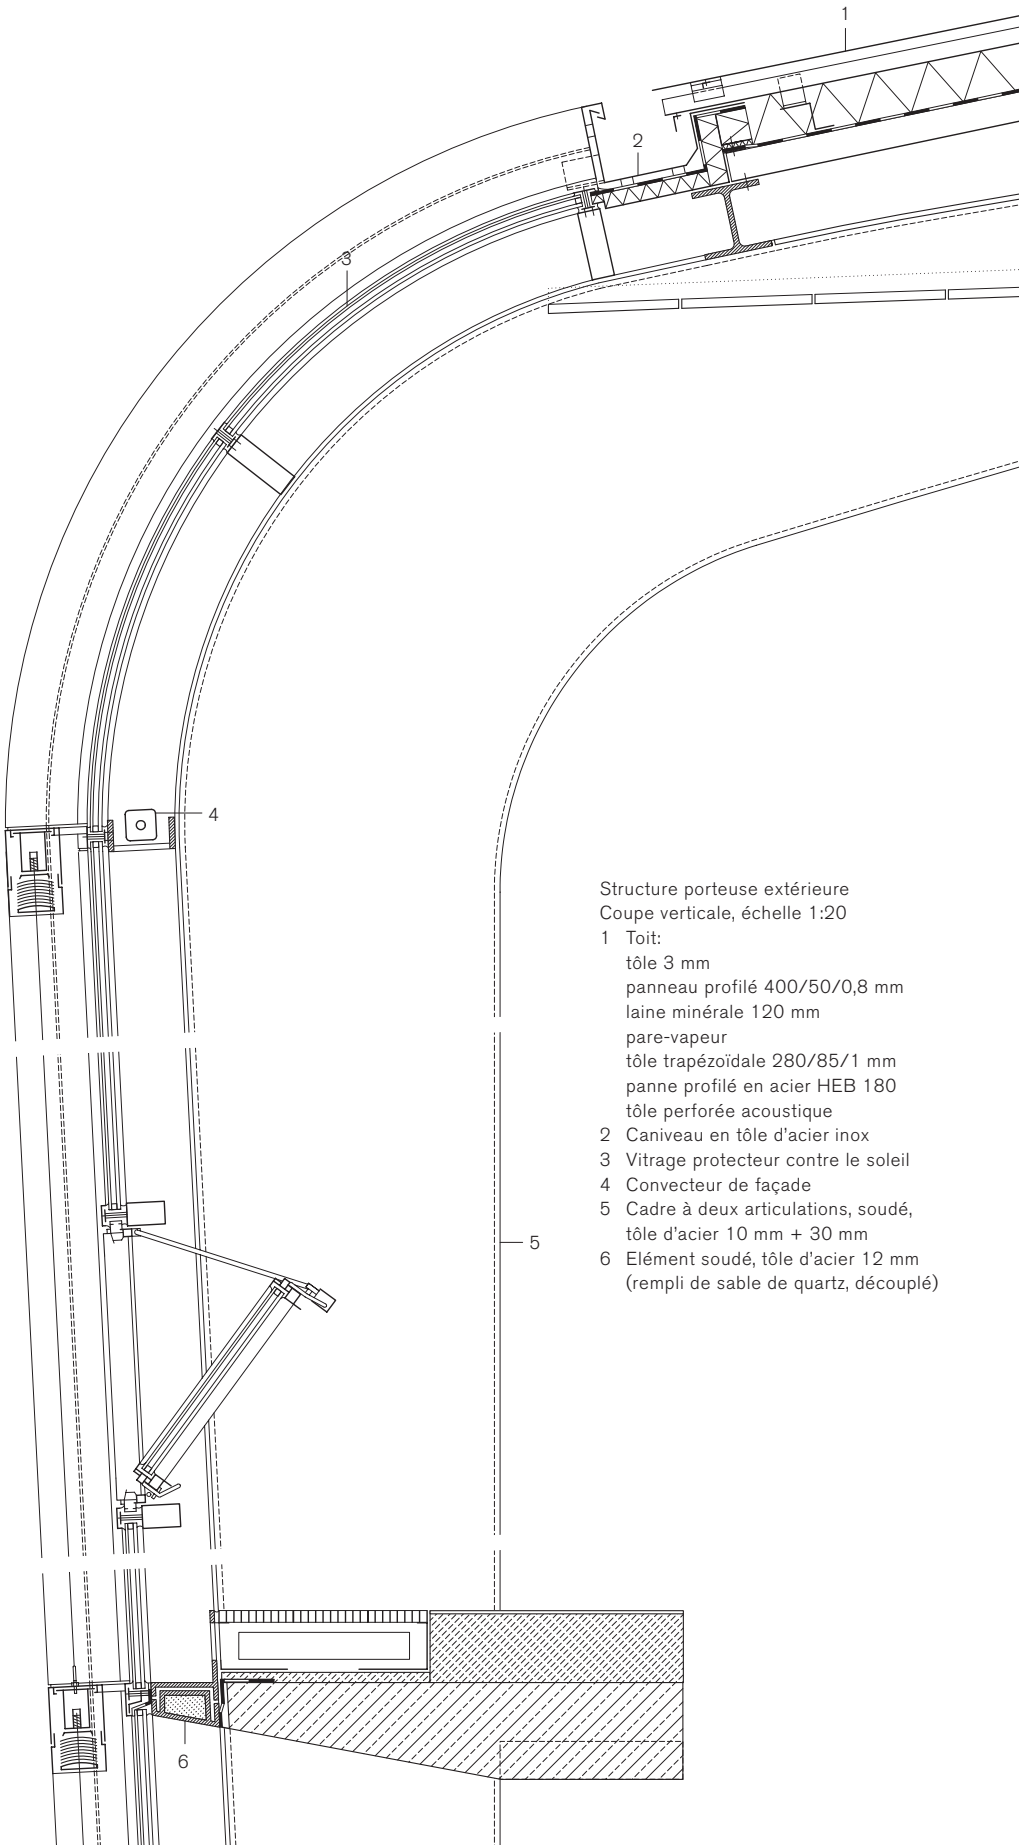 1
2
3
4
Structure porteuse extérieure
Coupe verticale, échelle 1:20
1 Toit:
tôle 3 mm
panneau profilé 400/50/0,8 mm
laine minérale 120 mm
pare-vapeur
tôle trapézoïdale 280/85/1 mm
panne profilé en acier HEB 180
tôle perforée acoustique
2 Caniveau en tôle d'acier inox
3 Vitrage protecteur contre le soleil
4 Convecteur de façade
5 Cadre à deux articulations, soudé,
tôle d'acier 10 mm + 30 mm
6 Elément soudé, tôle d'acier 12 mm
(rempli de sable de quartz, découplé)
5
6